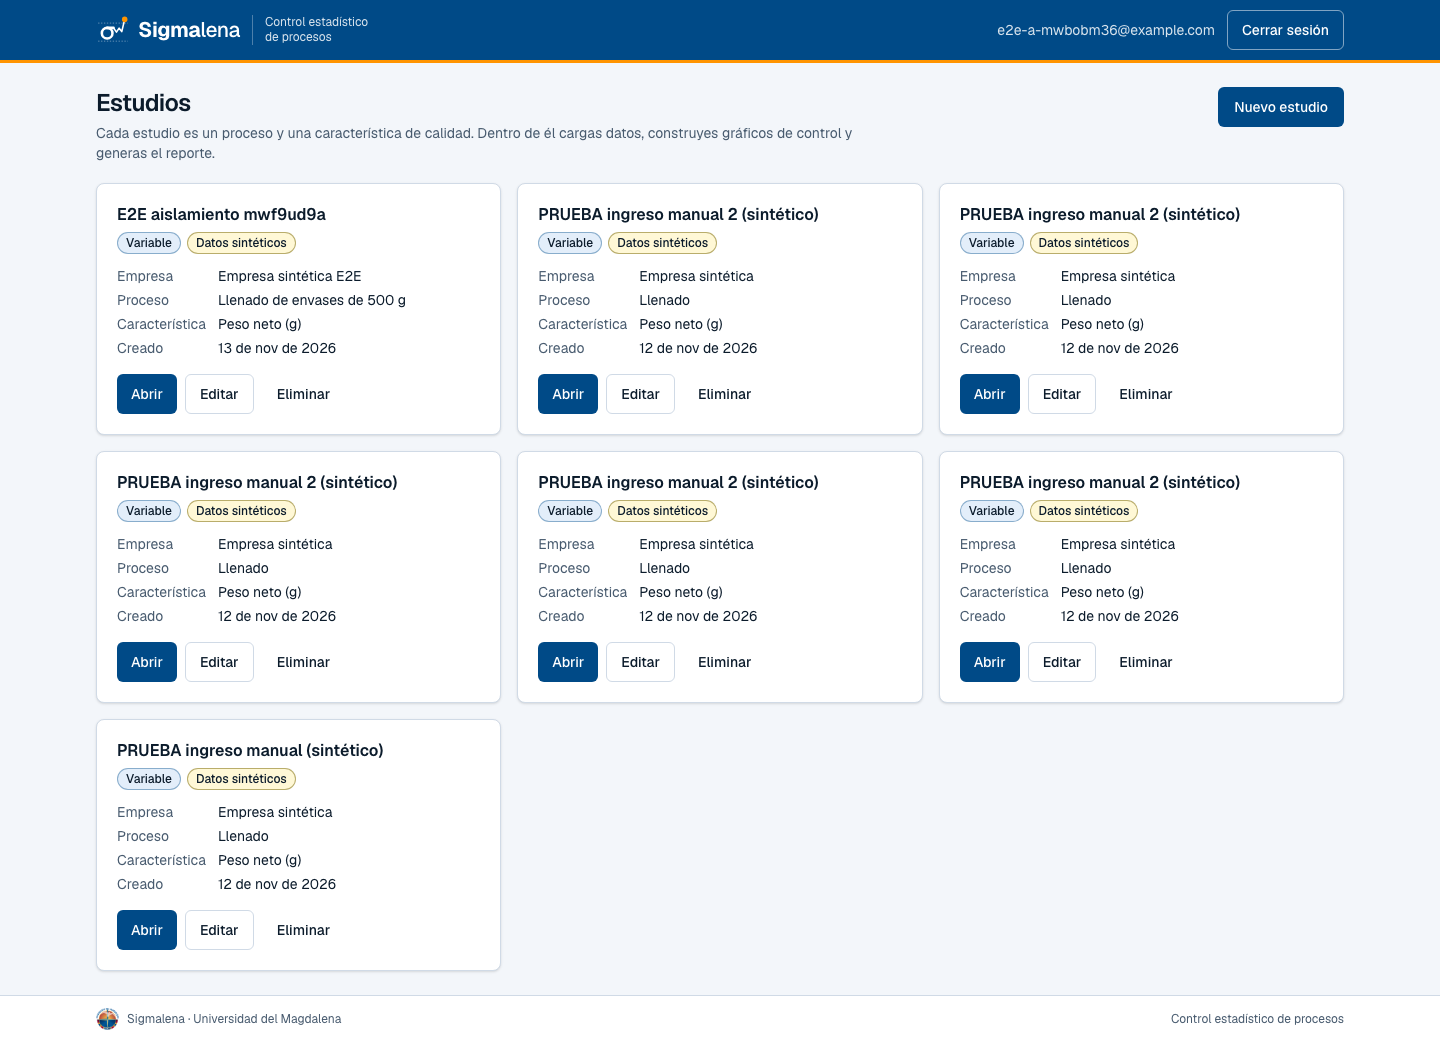 Sigmalena
Control estadístico
de procesos
e2e-a-mwbobm36@example.com
Cerrar sesión
Estudios
Nuevo estudio
Cada estudio es un proceso y una característica de calidad. Dentro de él cargas datos, construyes gráficos de control y
generas el reporte.
E2E aislamiento mwf9ud9a
Variable Datos sintéticos
Empresa Empresa sintética E2E
Proceso Llenado de envases de 500 g
Característica Peso neto (g)
Creado 13 de nov de 2026
Abrir Editar Eliminar
PRUEBA ingreso manual 2 (sintético)
Variable Datos sintéticos
Empresa Empresa sintética
Proceso Llenado
Característica Peso neto (g)
Creado 12 de nov de 2026
Abrir Editar Eliminar
PRUEBA ingreso manual 2 (sintético)
Variable Datos sintéticos
Empresa Empresa sintética
Proceso Llenado
Característica Peso neto (g)
Creado 12 de nov de 2026
Abrir Editar Eliminar
PRUEBA ingreso manual 2 (sintético)
Variable Datos sintéticos
Empresa Empresa sintética
Proceso Llenado
Característica Peso neto (g)
Creado 12 de nov de 2026
Abrir Editar Eliminar
PRUEBA ingreso manual 2 (sintético)
Variable Datos sintéticos
Empresa Empresa sintética
Proceso Llenado
Característica Peso neto (g)
Creado 12 de nov de 2026
Abrir Editar Eliminar
PRUEBA ingreso manual 2 (sintético)
Variable Datos sintéticos
Empresa Empresa sintética
Proceso Llenado
Característica Peso neto (g)
Creado 12 de nov de 2026
Abrir Editar Eliminar
PRUEBA ingreso manual (sintético)
Variable Datos sintéticos
Empresa Empresa sintética
Proceso Llenado
Característica Peso neto (g)
Creado 12 de nov de 2026
Abrir Editar Eliminar
Sigmalena · Universidad del Magdalena
Control estadístico de procesos